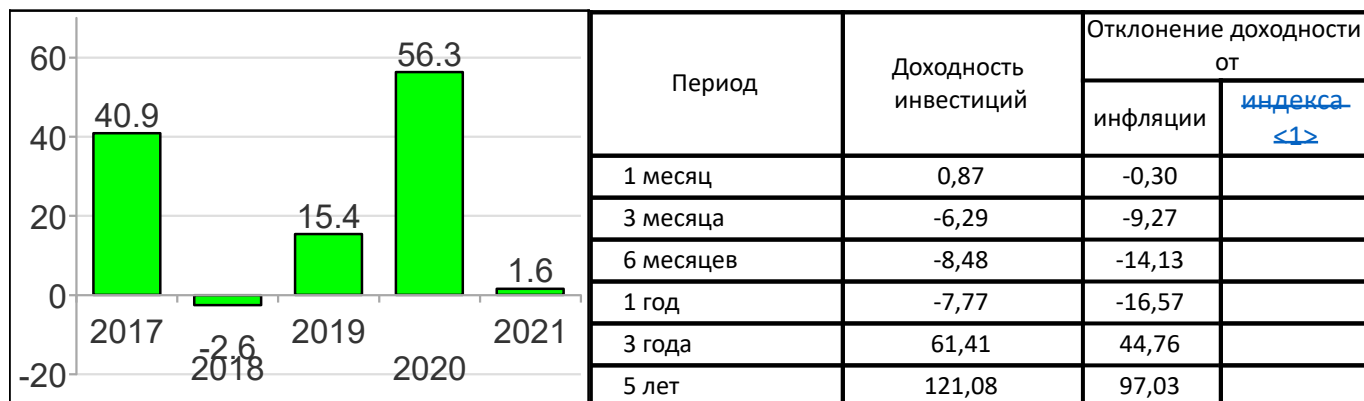 60
40
20
0
-20
40.9
-2.6
15.4
56.3
1.6
2017
2018
2019
2020
2021
Период
Доходность
инвестиций
Отклонение доходности
от
инфляции
индекса
<1>
1 месяц 0,87 -0,30
3 месяца -6,29 -9,27
6 месяцев -8,48 -14,13
1 год -7,77 -16,57
3 года 61,41 44,76
5 лет 121,08 97,03